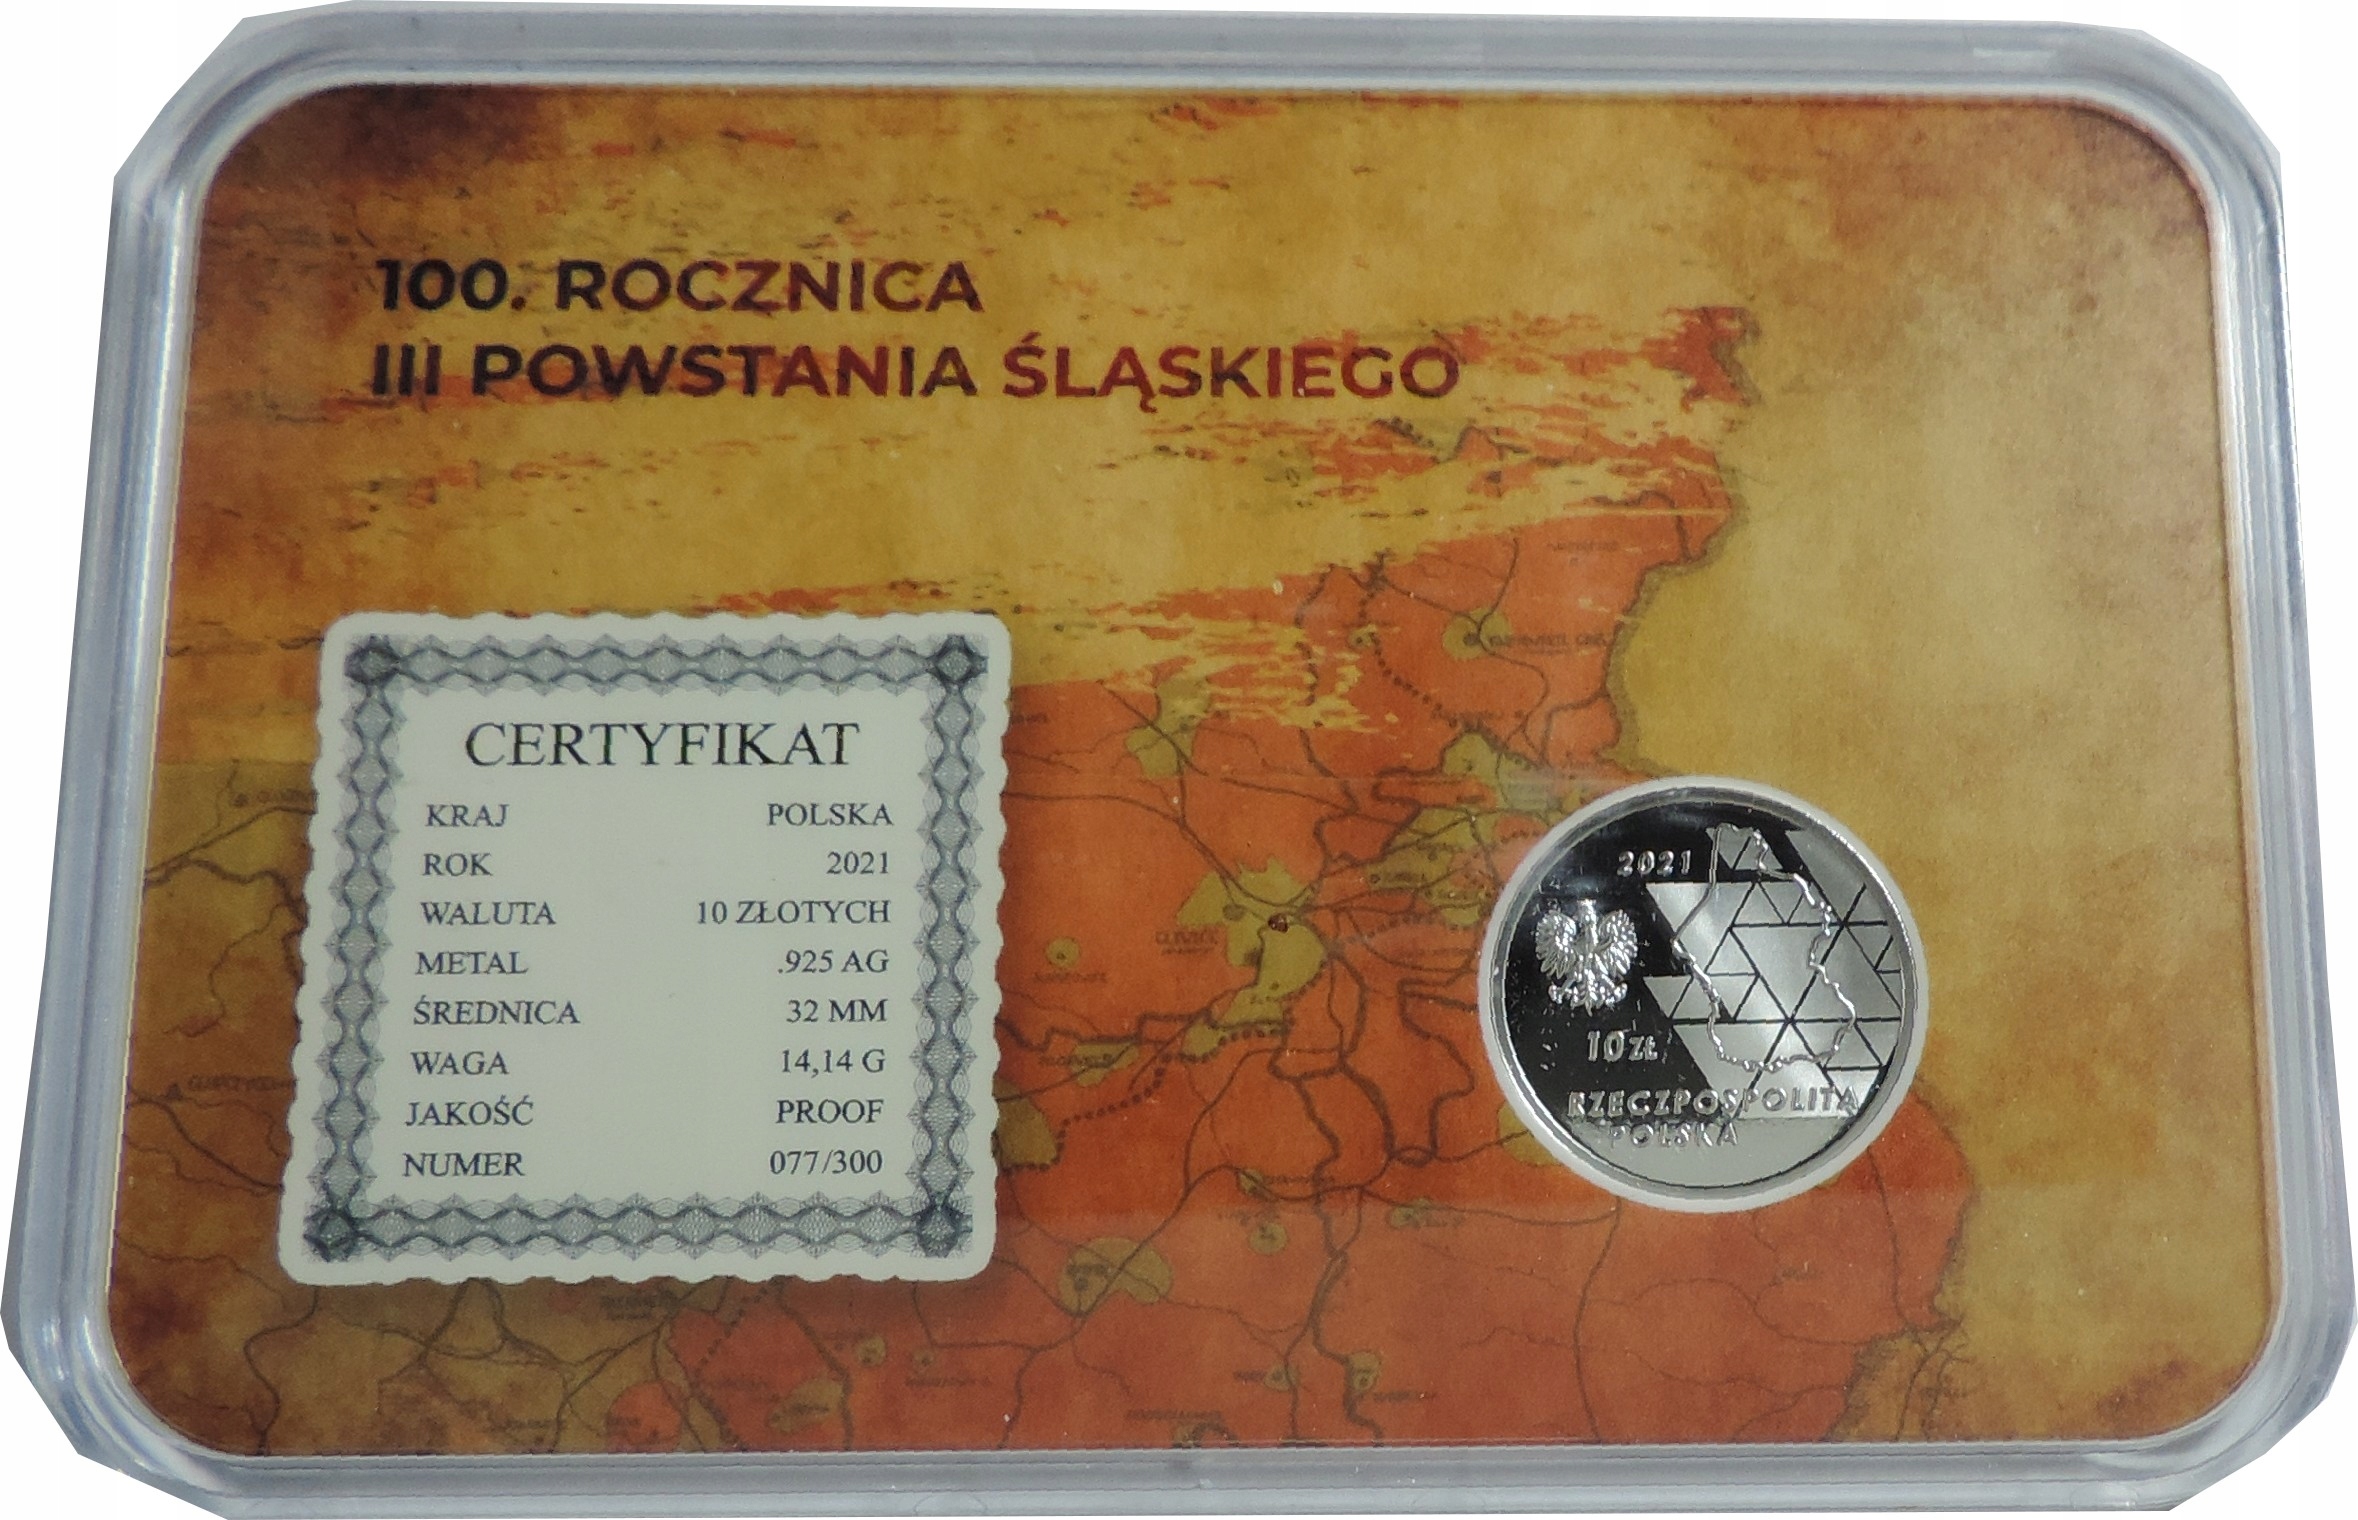 100. ROCZNICA
III POWSTANIA ŚLĄSKIEGO
CERTYFIKAT
KRAJ POLSKA
ROK 2021
WALUTA 10 ZŁOTYCH
METAL .925 AG
ŚREDNICA 32 MM
WAGA 14,14 G
JAKOŚĆ PROOF
NUMER 077/300
2021
10 ZŁ
RZECZPOSPOLITA
POLSKA